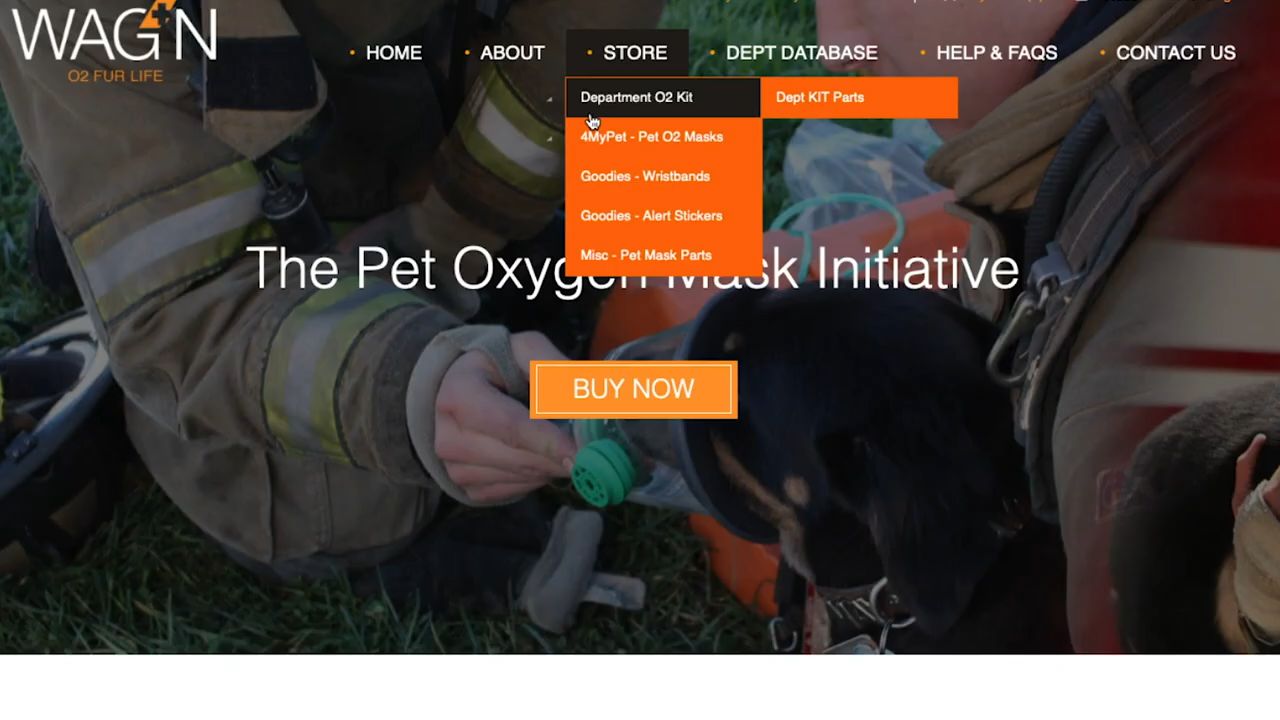 WAG'N
O2 FUR LIFE
HOME
ABOUT
STORE
DEPT DATABASE
HELP & FAQS
CONTACT US
Department O2 Kit
Dept KIT Parts
4MyPet - Pet O2 Masks
Goodies - Wristbands
Goodies - Alert Stickers
Misc - Pet Mask Parts
The Pet Oxygen Mask Initiative
BUY NOW